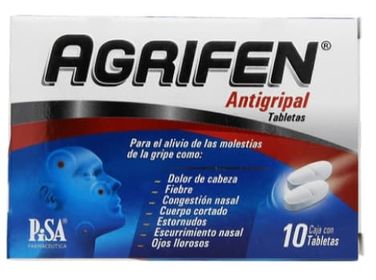 AGRIFEN®
Antigripal
Tabletas
Para el alivio de las molestias
de la gripe como:
Dolor de cabeza
Fiebre
Congestión nasal
Cuerpo cortado
Estornudos
Escurrimiento nasal
Ojos llorosos
PiSA
FARMACÉUTICA
10 Caja con
Tabletas